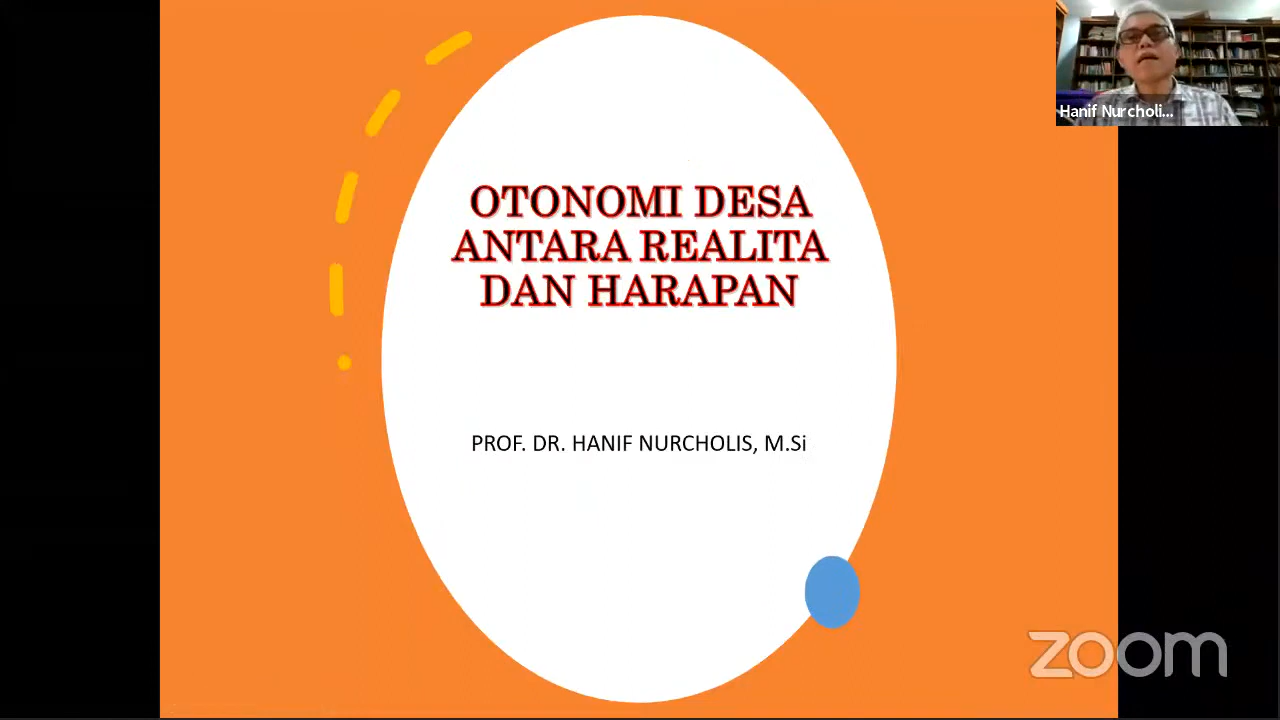 OTONOMI DESA
ANTARA REALITA
DAN HARAPAN
PROF. DR. HANIF NURCHOLIS, M.Si
Hanif Nurcholi...
zoom